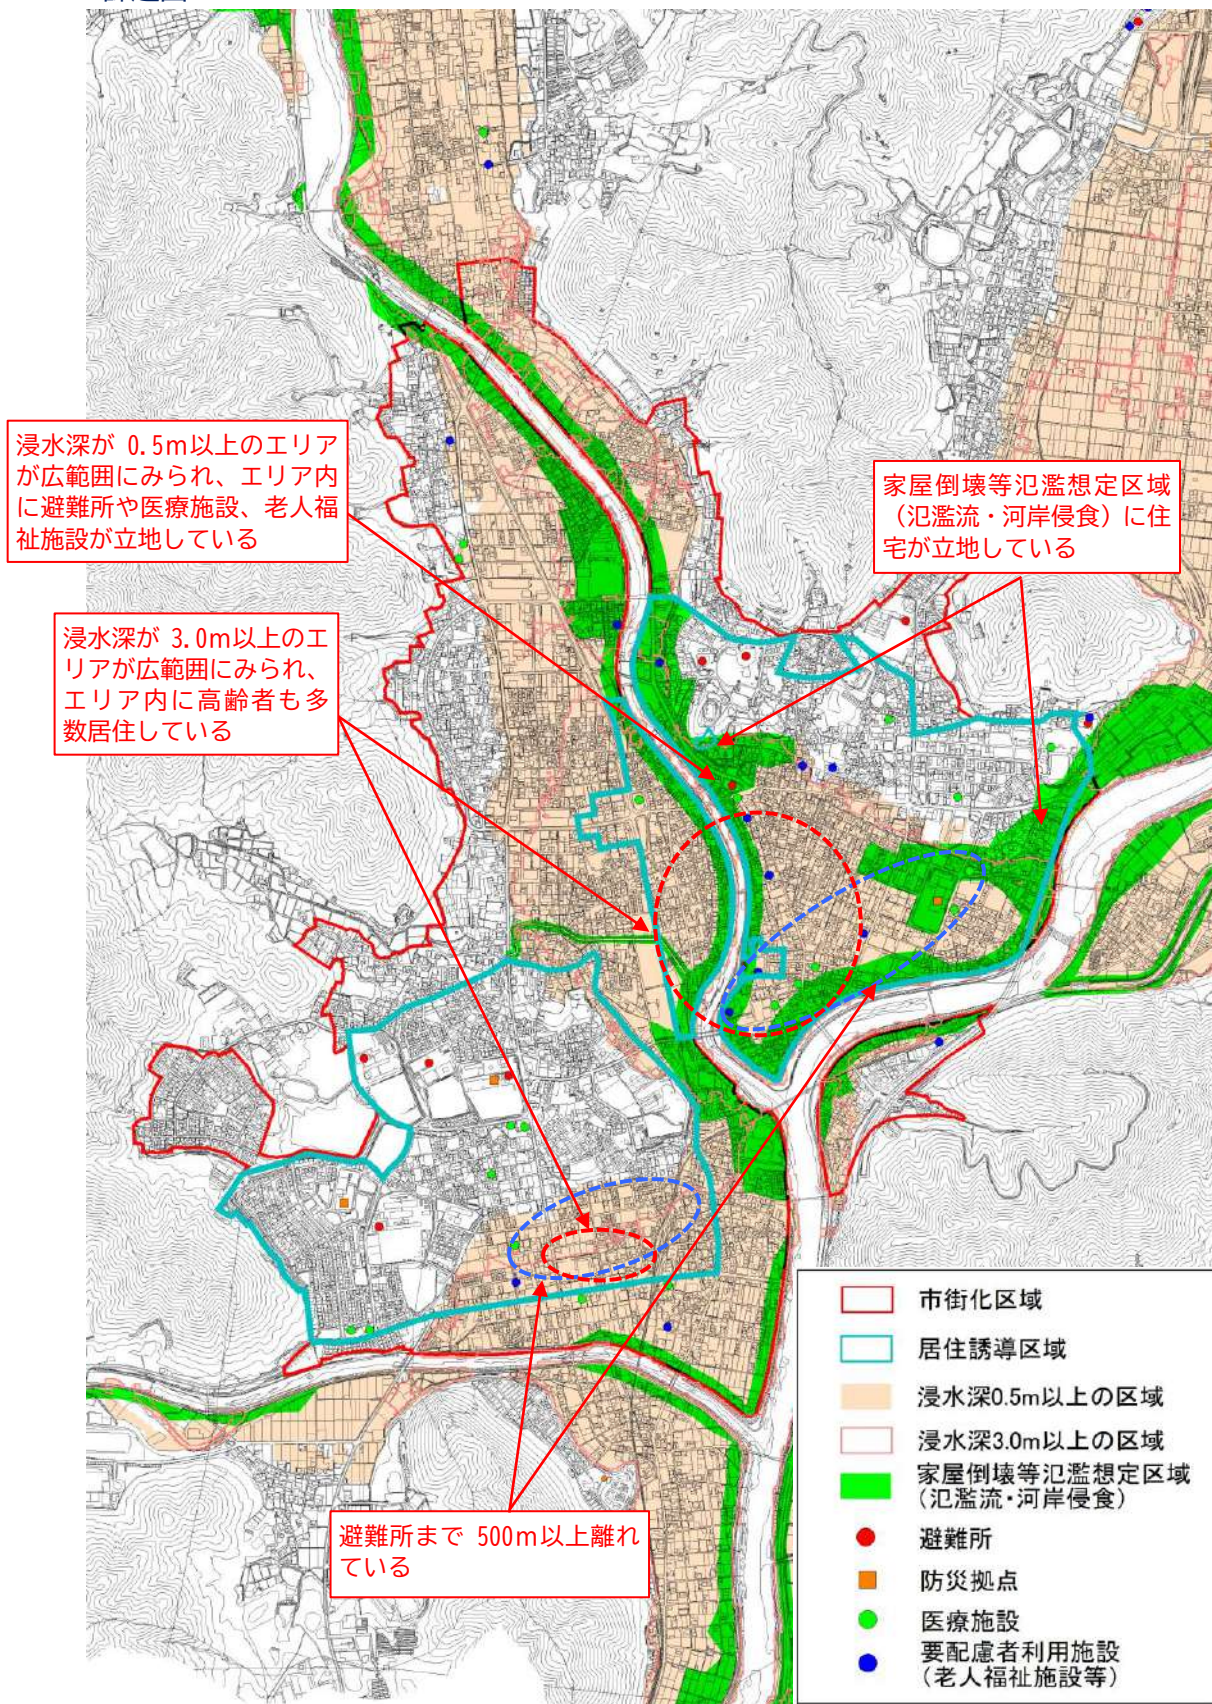 浸水深が 0.5m以上のエリア
が広範囲にみられ、エリア内
に避難所や医療施設、老人福
祉施設が立地している
家屋倒壊等氾濫想定区域
（氾濫流・河岸侵食）に住
宅が立地している
浸水深が 3.0m以上のエ
リアが広範囲にみられ、
エリア内に高齢者も多
数居住している
避難所まで 500m以上離れ
ている
市街化区域
居住誘導区域
浸水深0.5m以上の区域
浸水深3.0m以上の区域
家屋倒壊等氾濫想定区域
(氾濫流・河岸侵食)
避難所
防災拠点
医療施設
要配慮者利用施設
(老人福祉施設等)